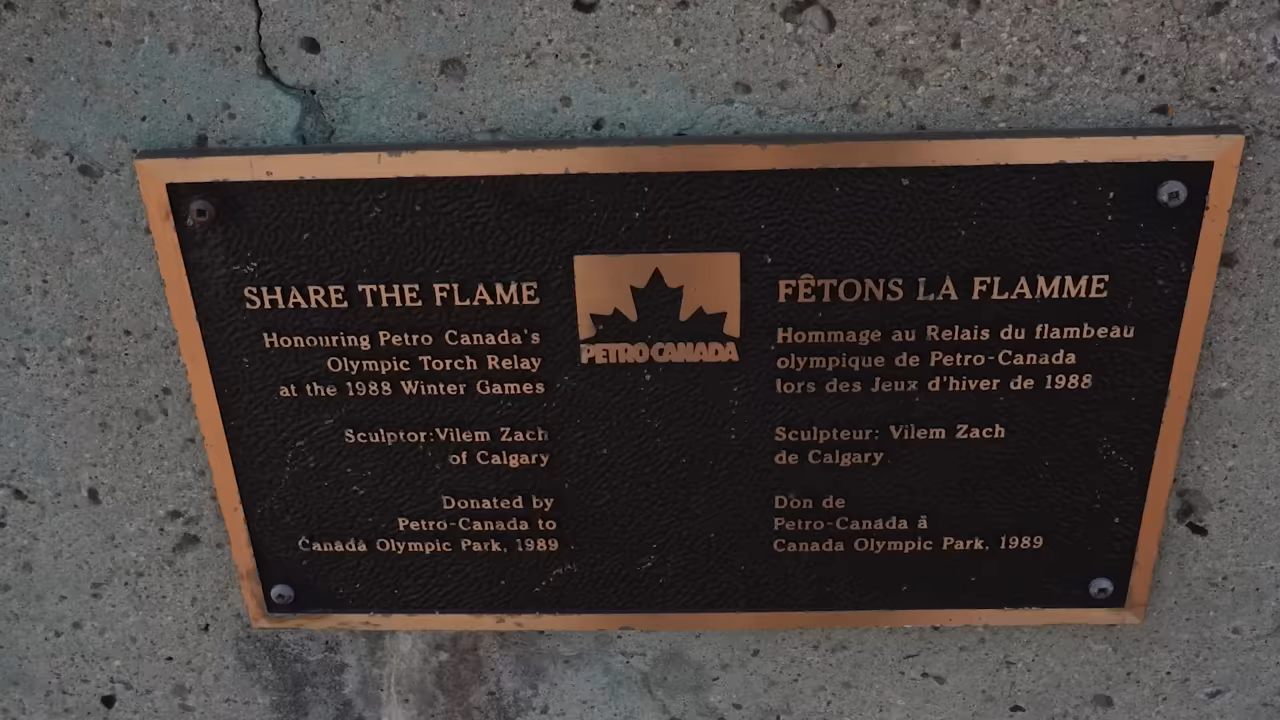 SHARE THE FLAME
Honouring Petro Canada's
Olympic Torch Relay
at the 1988 Winter Games
Sculptor:Vilem Zach
of Calgary
Donated by
Petro-Canada to
Canada Olympic Park, 1989
PETRO CANADA
FÊTONS LA FLAMME
Hommage au Relais du flambeau
olympique de Petro-Canada
lors des Jeux d'hiver de 1988
Sculpteur: Vilem Zach
de Calgary
Don de
Petro-Canada à
Canada Olympic Park, 1989